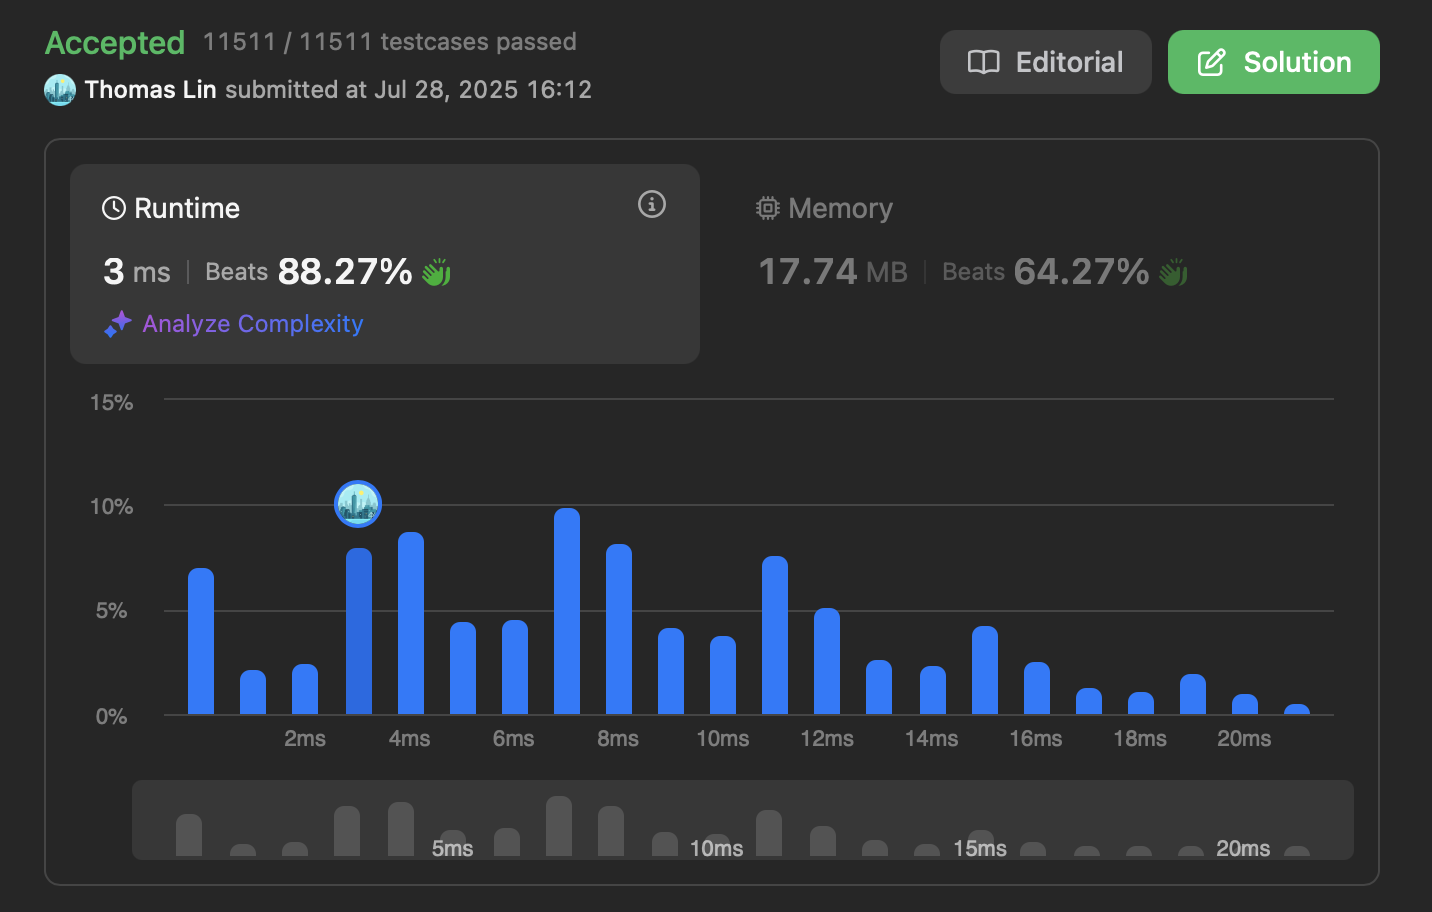 Accepted 11511 / 11511 testcases passed
Thomas Lin submitted at Jul 28, 2025 16:12
Editorial
Solution
Runtime
3 ms | Beats 88.27%
Analyze Complexity
Memory
17.74 MB | Beats 64.27%
15%
10%
5%
0%
2ms 4ms 6ms 8ms 10ms 12ms 14ms 16ms 18ms 20ms
5ms 10ms 15ms 20ms